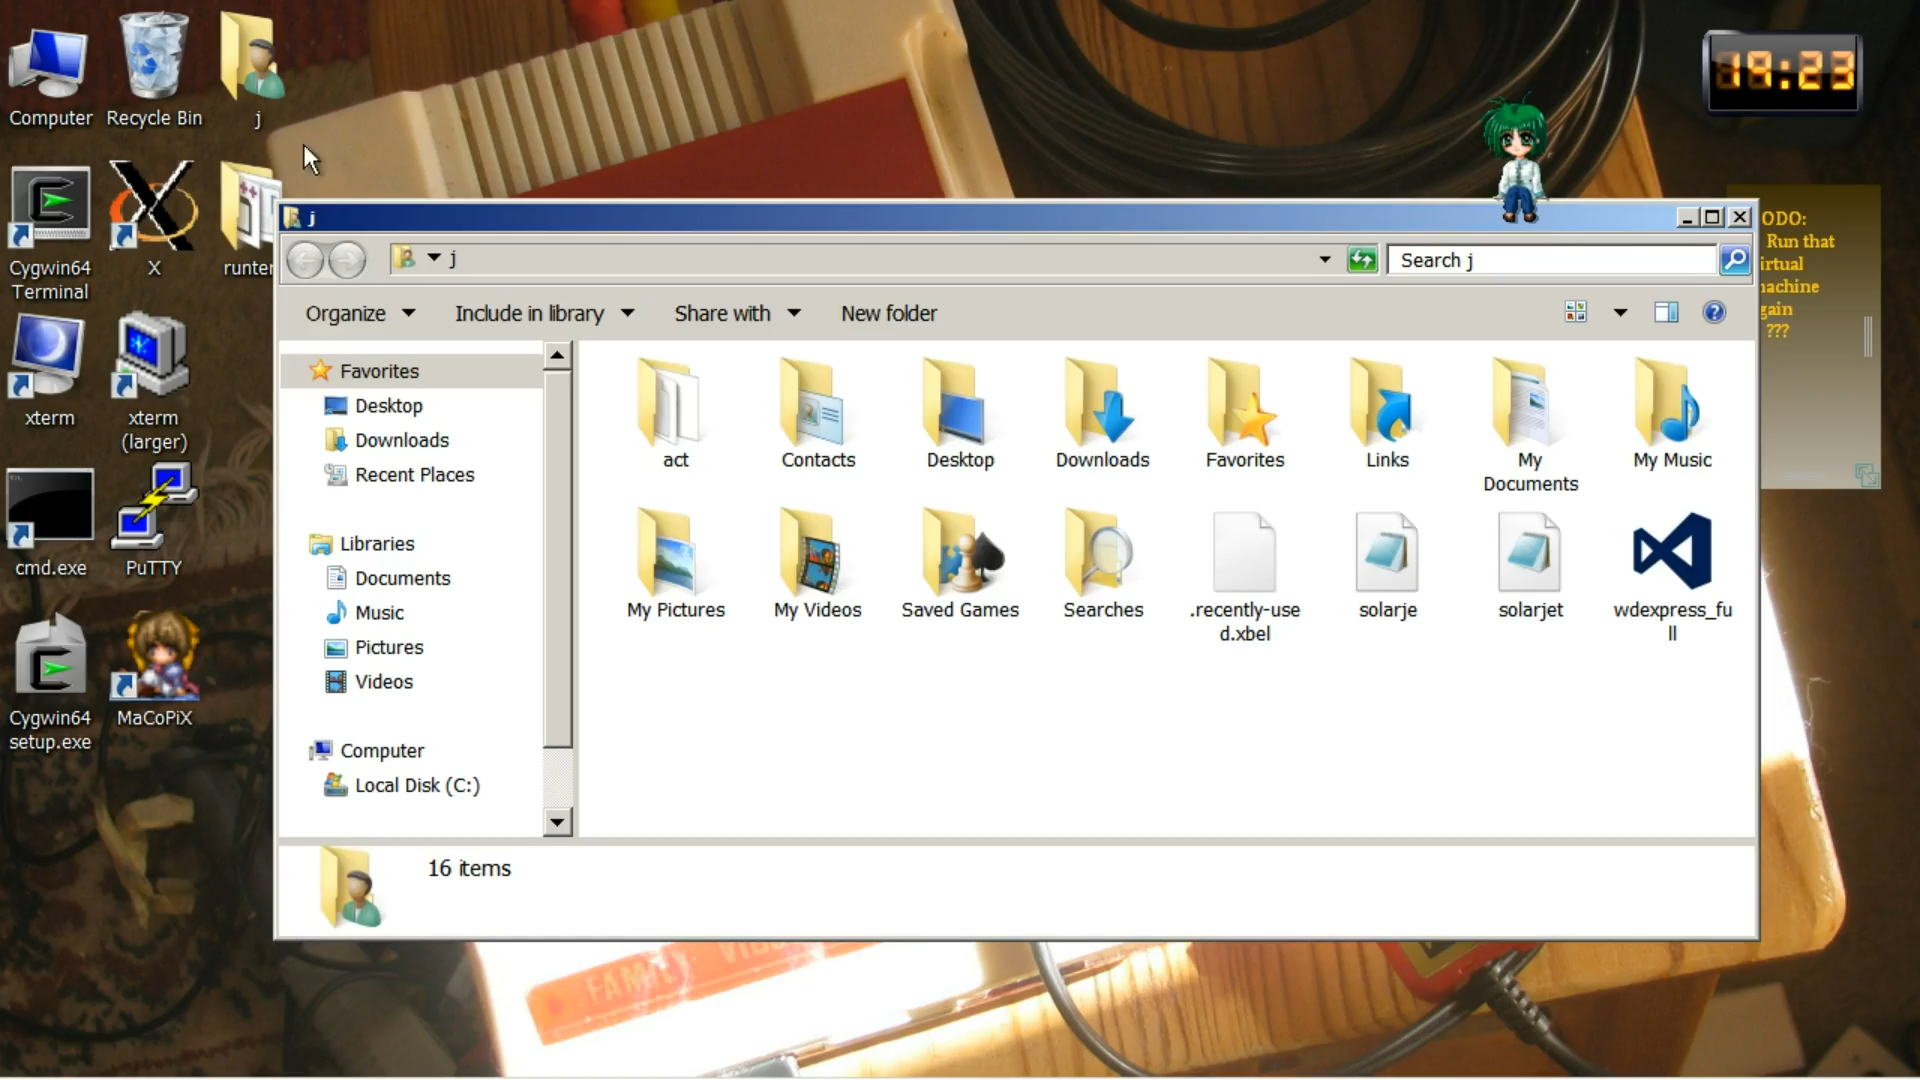 Computer
Recycle Bin
j
19:23
Cygwin64
Terminal
X
runter
xterm
xterm
(larger)
cmd.exe
PuTTY
Cygwin64
setup.exe
MaCoPiX
j
j
Search j
Organize
Include in library
Share with
New folder
Favorites
Desktop
Downloads
Recent Places
Libraries
Documents
Music
Pictures
Videos
Computer
Local Disk (C:)
act
Contacts
Desktop
Downloads
Favorites
Links
My
Documents
My Music
My Pictures
My Videos
Saved Games
Searches
.recently-use
d.xbel
solarje
solarjet
wdexpress_fu
ll
16 items
ODO:
Run that
irtual
achine
gain
???
FAMI